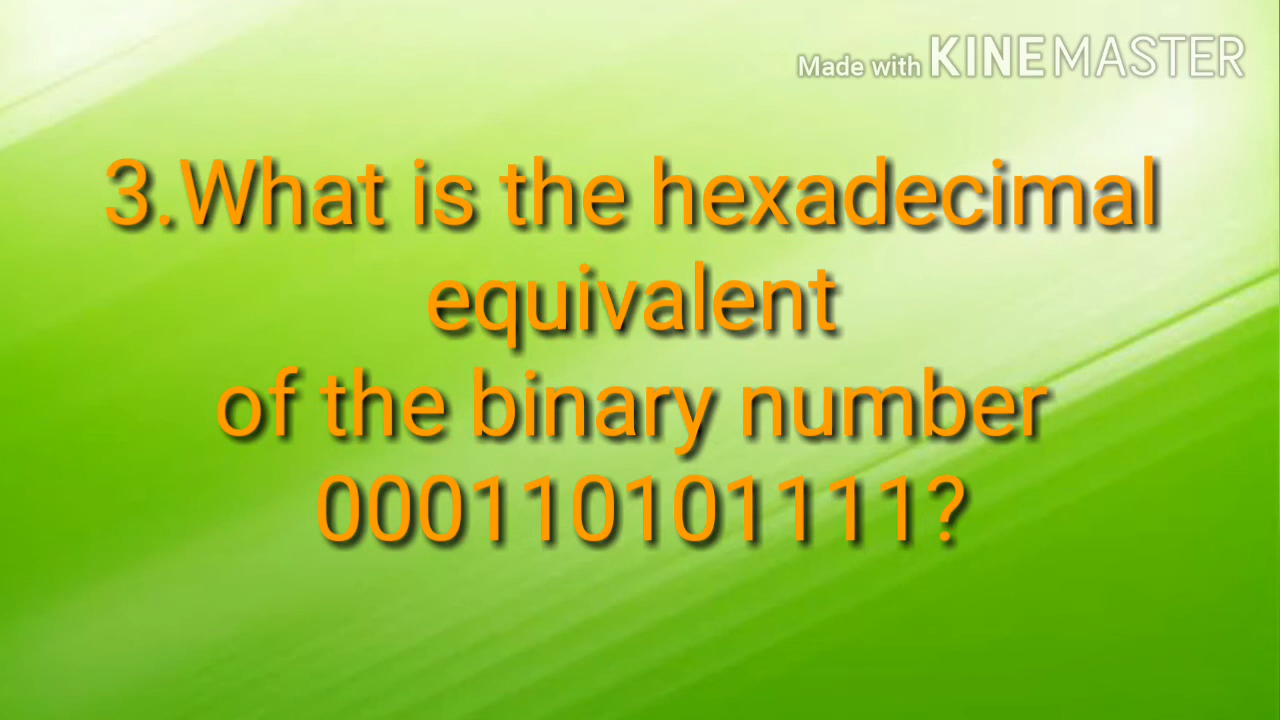 Made with KINEMASTER
3.What is the hexadecimal
equivalent
of the binary number
000110101111?